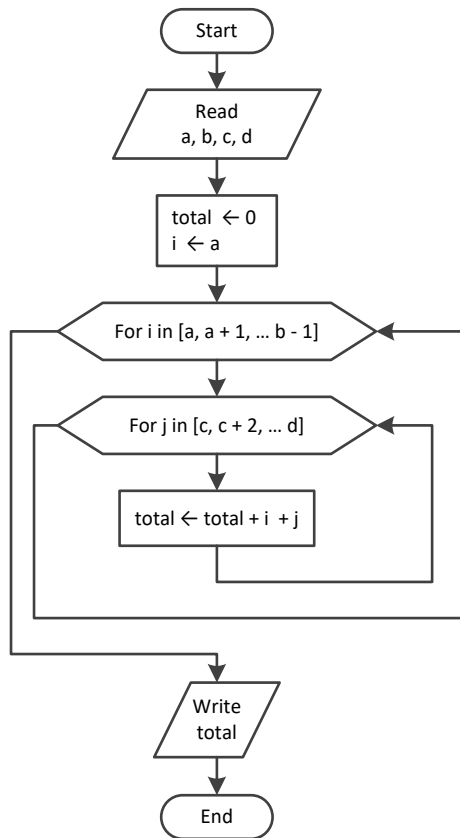 Start
Read
a, b, c, d
total ← 0
i ← a
For i in [a, a + 1, … b - 1]
For j in [c, c + 2, … d]
total ← total + i + j
Write
total
End